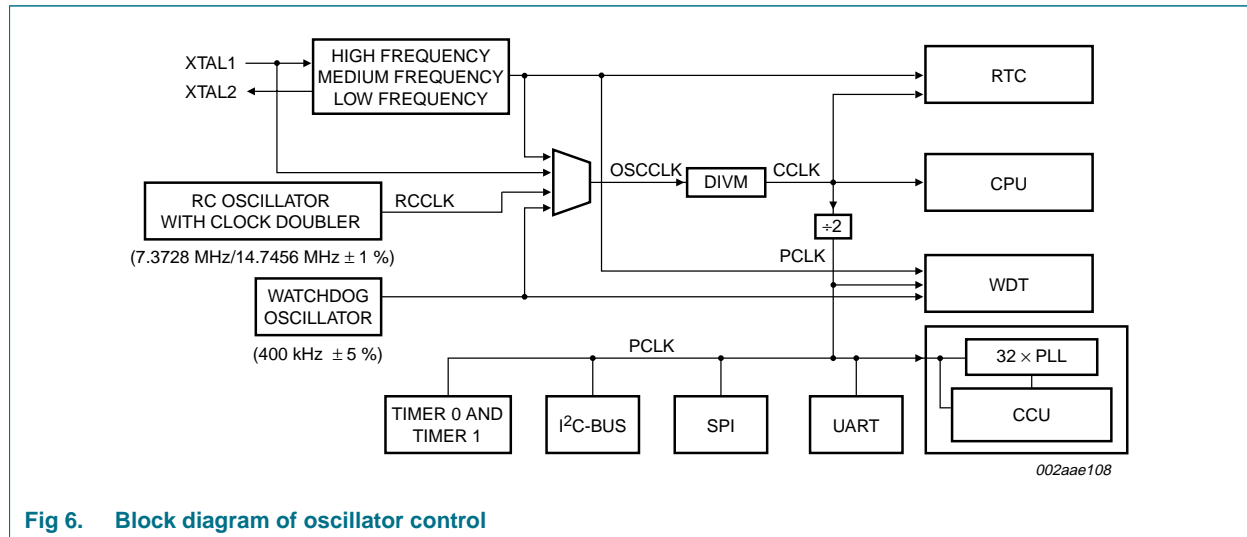 XTAL1
XTAL2
HIGH FREQUENCY
MEDIUM FREQUENCY
LOW FREQUENCY
RTC
OSCCLK
DIVM
CCLK
CPU
RC OSCILLATOR
WITH CLOCK DOUBLER
RCCLK
(7.3728 MHz/14.7456 MHz ± 1 %)
÷2
PCLK
WDT
WATCHDOG
OSCILLATOR
(400 kHz ± 5 %)
PCLK
32 × PLL
CCU
TIMER 0 AND
TIMER 1
I²C-BUS
SPI
UART
002aae108
Fig 6. Block diagram of oscillator control